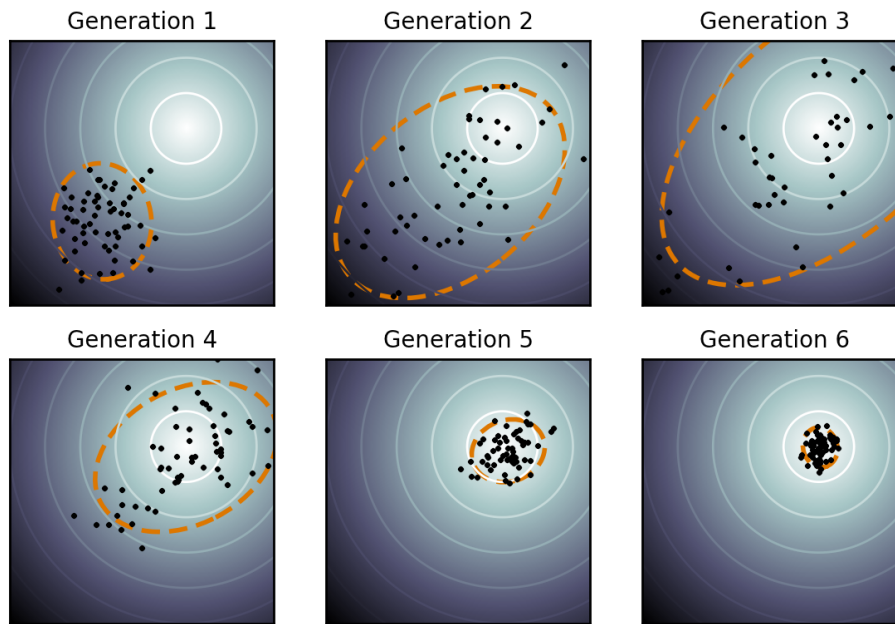 Generation 1
Generation 2
Generation 3
Generation 4
Generation 5
Generation 6